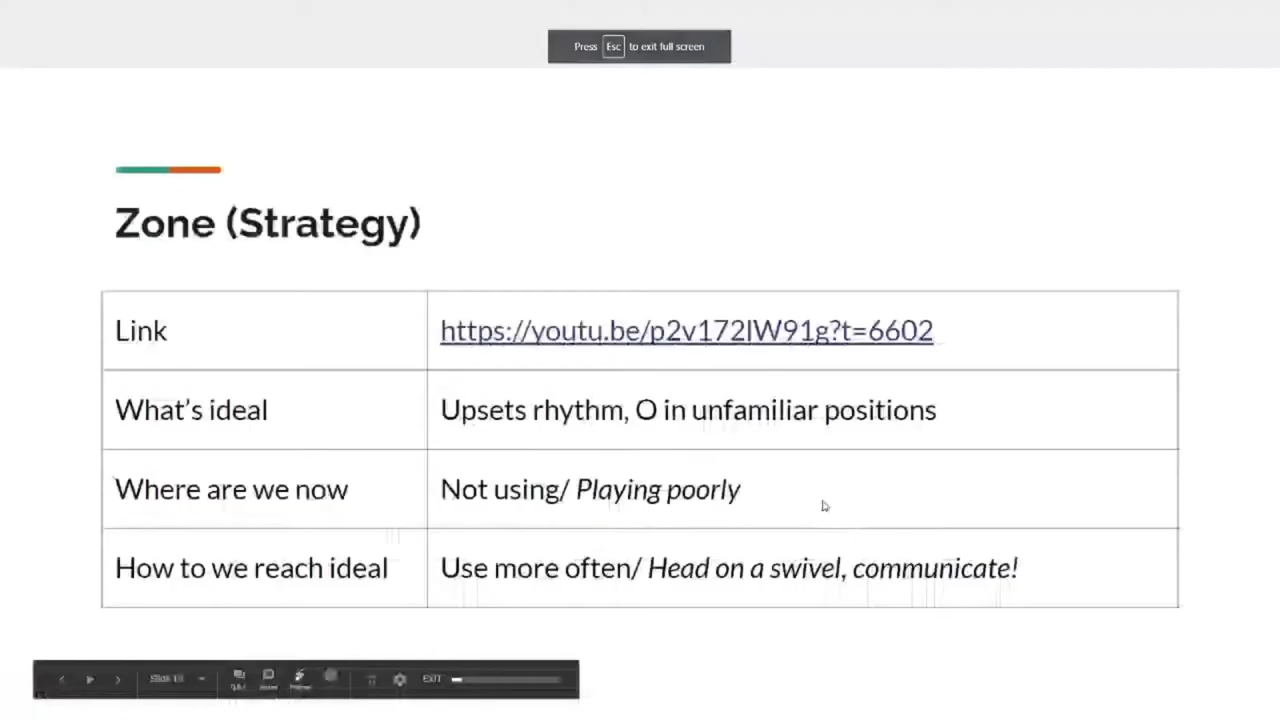 Press Esc to exit full screen
Zone (Strategy)
Link
https://youtu.be/p2v172lW91g?t=6602
What's ideal
Upsets rhythm, O in unfamiliar positions
Where are we now
Not using/ Playing poorly
How to we reach ideal
Use more often/ Head on a swivel, communicate!
Slide
EXIT